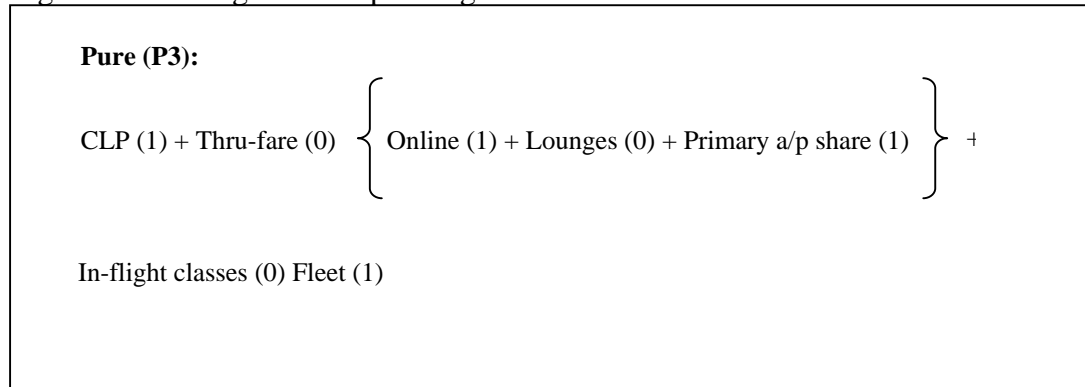 Pure (P3):
CLP (1) + Thru-fare (0) { Online (1) + Lounges (0) + Primary a/p share (1) } +
In-flight classes (0) Fleet (1)